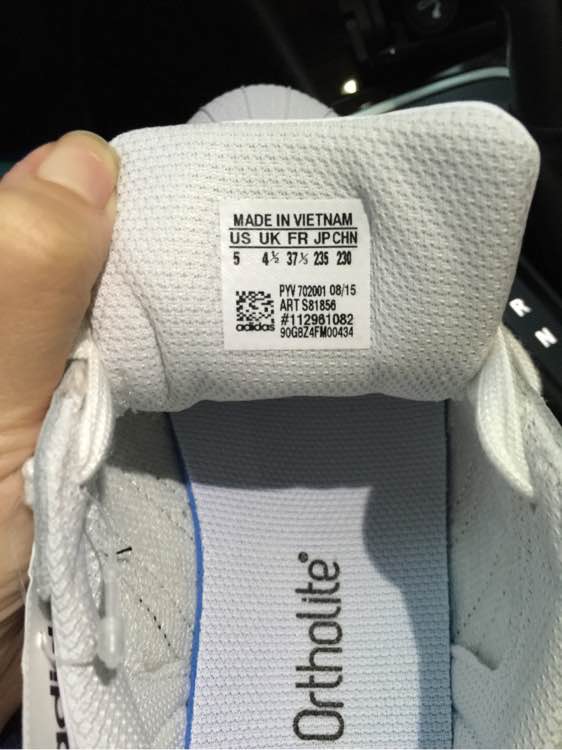 MADE IN VIETNAM
US UK FR JP CHN
5 4½ 37⅓ 235 230
PYV 702001 08/15
ART S81856
#112961082
90G8Z4FM00434
adidas
Ortholite®
R
N